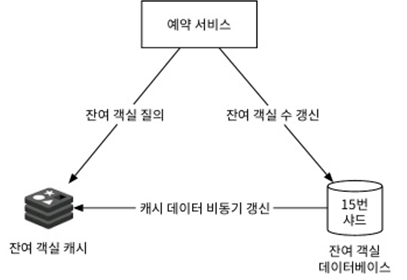 예약 서비스
잔여 객실 질의
잔여 객실 수 갱신
캐시 데이터 비동기 갱신
15번
샤드
잔여 객실 캐시
잔여 객실
데이터베이스